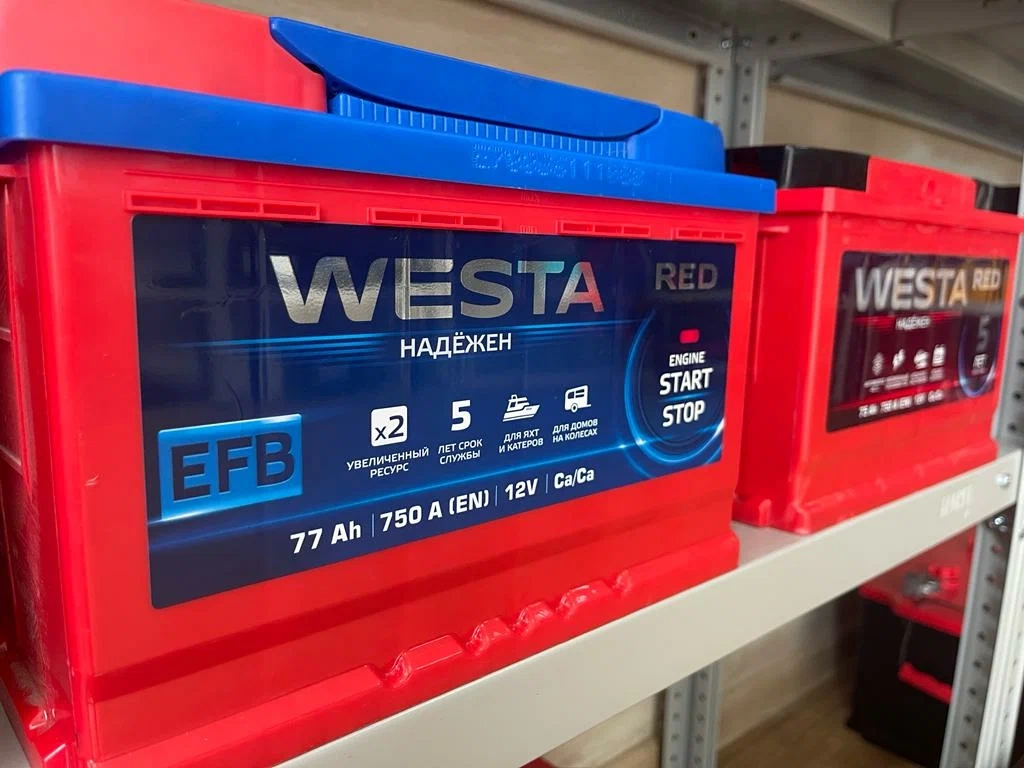 WESTA
RED
НАДЁЖЕН
ENGINE
START
STOP
EFB
x2
УВЕЛИЧЕННЫЙ
РЕСУРС
5
ЛЕТ СРОК
СЛУЖБЫ
ДЛЯ ЯХТ
И КАТЕРОВ
ДЛЯ ДОМОВ
НА КОЛЕСАХ
77 Ah | 750 A (EN) | 12V | Ca/Ca
WESTA RED
НАДЁЖЕН
5
ЛЕТ